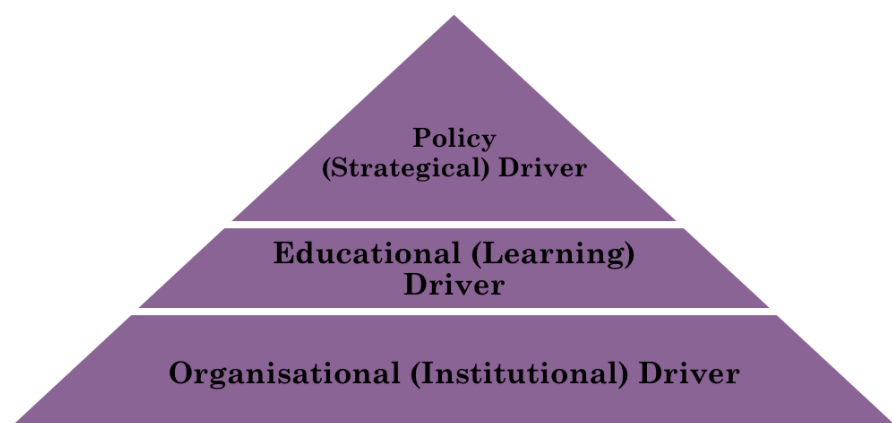 Policy
(Strategical) Driver
Educational (Learning)
Driver
Organisational (Institutional) Driver